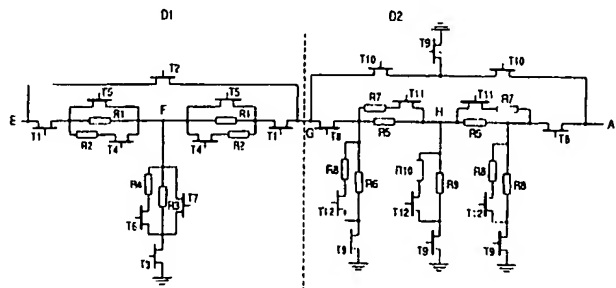 D1 D2
T9
T2 T10 T10
T5 T5 R7 T11 T11 R7
E R1 F R1 G H A
T1 R2 T4 T4 R2 T1 T8 R5 R5 T8
R4 R3 T7 R8 R6 R10 R9 R8 R8
T6 T12 T12 T12
T3 T9 T9 T9